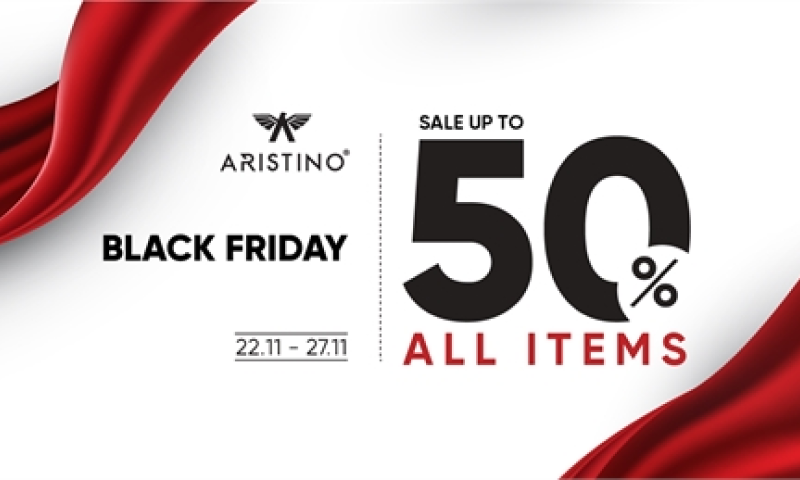 ARISTINO®
BLACK FRIDAY
22.11 - 27.11
SALE UP TO
50%
ALL ITEMS